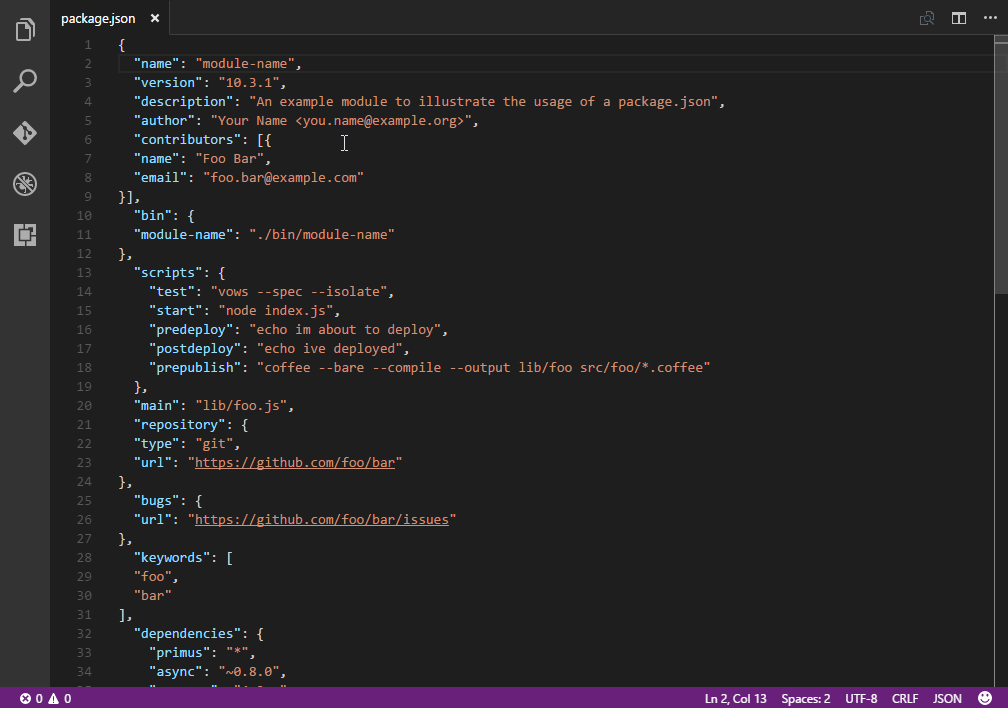 package.json
1 {
2 "name": "module-name",
3 "version": "10.3.1",
4 "description": "An example module to illustrate the usage of a package.json",
5 "author": "Your Name <you.name@example.org>",
6 "contributors": [{
7 "name": "Foo Bar",
8 "email": "foo.bar@example.com"
9 }],
10 "bin": {
11 "module-name": "./bin/module-name"
12 },
13 "scripts": {
14 "test": "vows --spec --isolate",
15 "start": "node index.js",
16 "predeploy": "echo im about to deploy",
17 "postdeploy": "echo ive deployed",
18 "prepublish": "coffee --bare --compile --output lib/foo src/foo/*.coffee"
19 },
20 "main": "lib/foo.js",
21 "repository": {
22 "type": "git",
23 "url": "https://github.com/foo/bar"
24 },
25 "bugs": {
26 "url": "https://github.com/foo/bar/issues"
27 },
28 "keywords": [
29 "foo",
30 "bar"
31 ],
32 "dependencies": {
33 "primus": "*",
34 "async": "~0.8.0",
0 0 Ln 2, Col 13 Spaces: 2 UTF-8 CRLF JSON